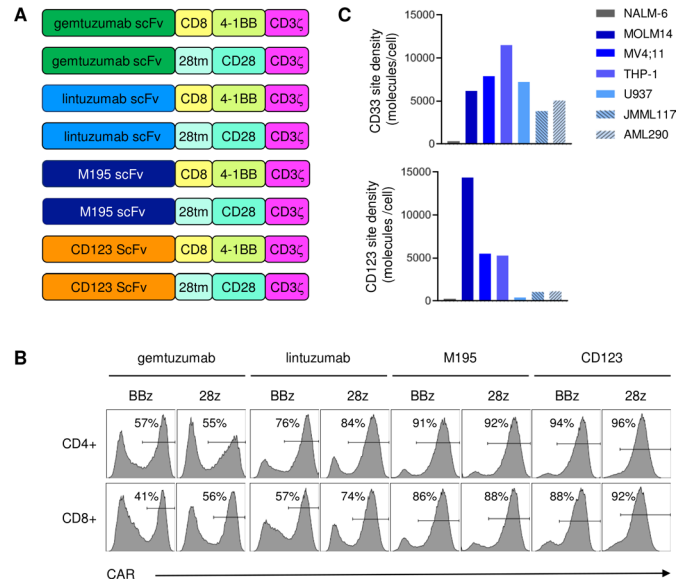 A
gemtuzumab scFv CD8 4-1BB CD3ζ
gemtuzumab scFv 28tm CD28 CD3ζ
lintuzumab scFv CD8 4-1BB CD3ζ
lintuzumab scFv 28tm CD28 CD3ζ
M195 scFv CD8 4-1BB CD3ζ
M195 scFv 28tm CD28 CD3ζ
CD123 ScFv CD8 4-1BB CD3ζ
CD123 ScFv 28tm CD28 CD3ζ
C
CD33 site density
(molecules/cell)
15000
10000
5000
0
NALM-6
MOLM14
MV4;11
THP-1
U937
JMML117
AML290
CD123 site density
(molecules /cell)
15000
10000
5000
0
B
gemtuzumab lintuzumab M195 CD123
BBz 28z BBz 28z BBz 28z BBz 28z
CD4+ 57% 55% 76% 84% 91% 92% 94% 96%
CD8+ 41% 56% 57% 74% 86% 88% 88% 92%
CAR